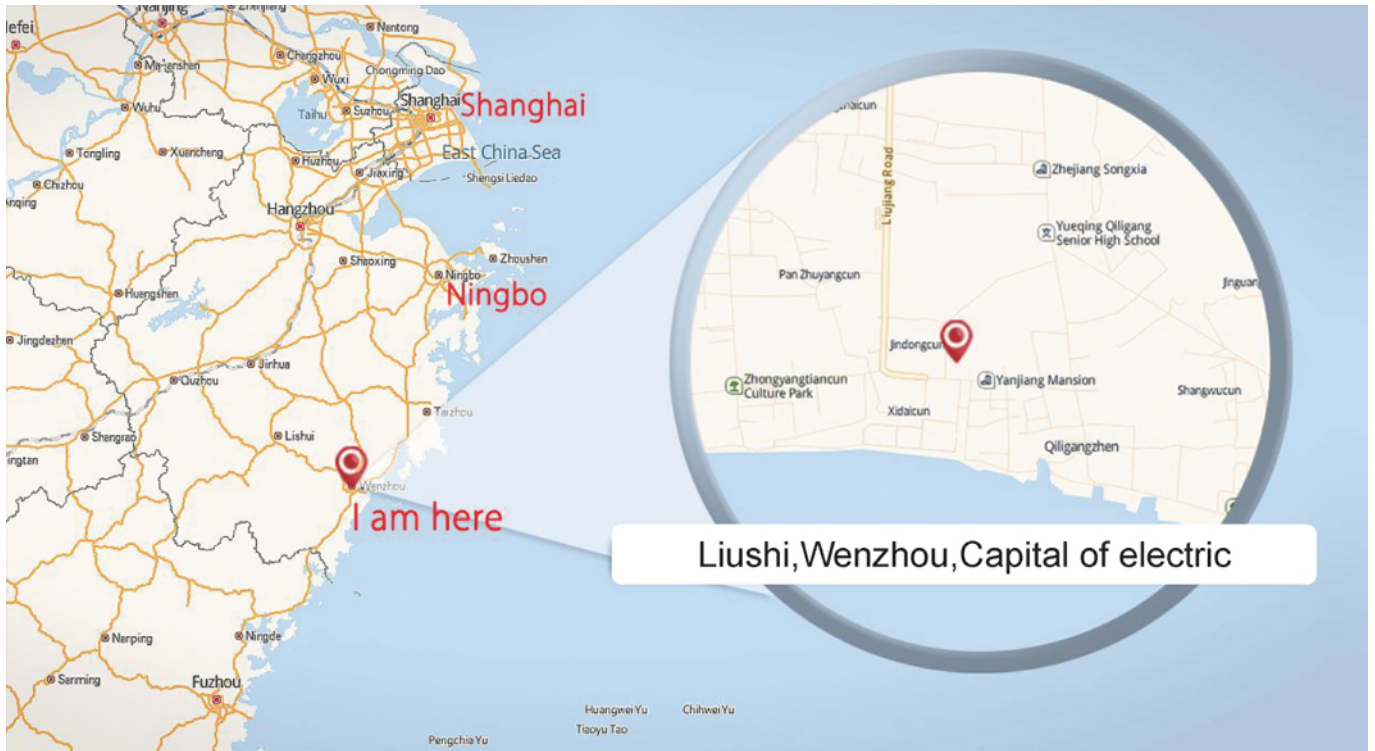 Nanjing
Zhenjiang
Nantong
Hefei
Changzhou
Ma'anshan
Chongming Dao
Wuxi
Shanghai
Shanghai
Wuhu
Taihu
Suzhou
East China Sea
Tongling
Xuancheng
Huzhou
Jiaxing
Shengsi Liedao
Chizhou
Anqing
Hangzhou
Shaoxing
Zhoushan
Ningbo
Ningbo
Huangshan
Jingdezhen
Jinhua
Quzhou
Taizhou
Lishui
Shangrao
Yingtan
Wenzhou
I am here
Nanping
Ningde
Sanming
Fuzhou
Huangwei Yu
Chihwei Yu
Tiaoyu Tao
Pengchia Yu
Liujiang Road
Zhejiang Songxia
Yueqing Qiligang
Senior High School
Pan Zhuyangcun
Jindongcun
Zhongyangtiancun
Culture Park
Yanjiang Mansion
Shangwucun
Xidaicun
Qiligangzhen
Liushi,Wenzhou,Capital of electric